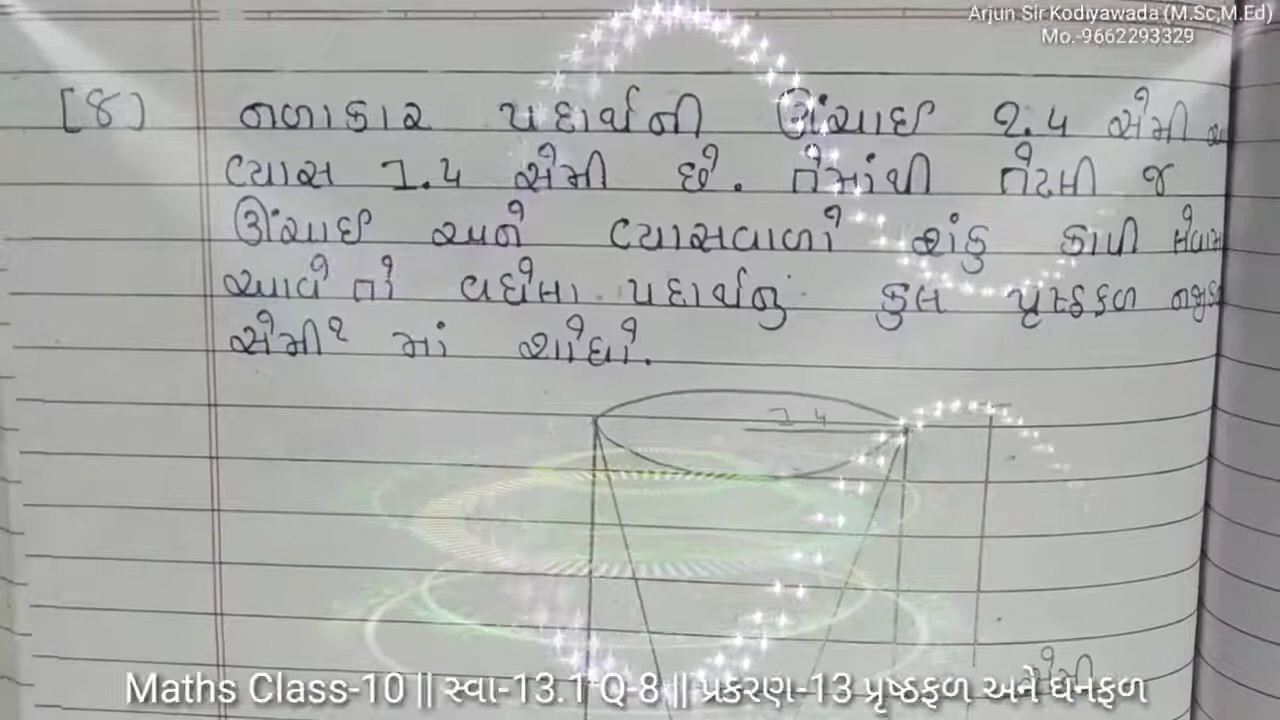 Arjun Sir Kodiyawada (M.Sc,M.Ed)
Mo.-9662293329
[8] નળાકાર પદાર્થની ઊંચાઈ 2.4 સેમી
વ્યાસ 1.4 સેમી છે. તેમાંથી તેટલી જ
ઊંચાઈ અને વ્યાસવાળો શંકુ કાપી
આવે તો વધેલા પદાર્થનું કુલ પૃષ્ઠફળ
સેમી2 માં શોધો.
1.4
સેમી
Maths Class-10 || સ્વા-13.1 Q-8 || પ્રકરણ-13 પૃષ્ઠફળ અને ઘનફળ